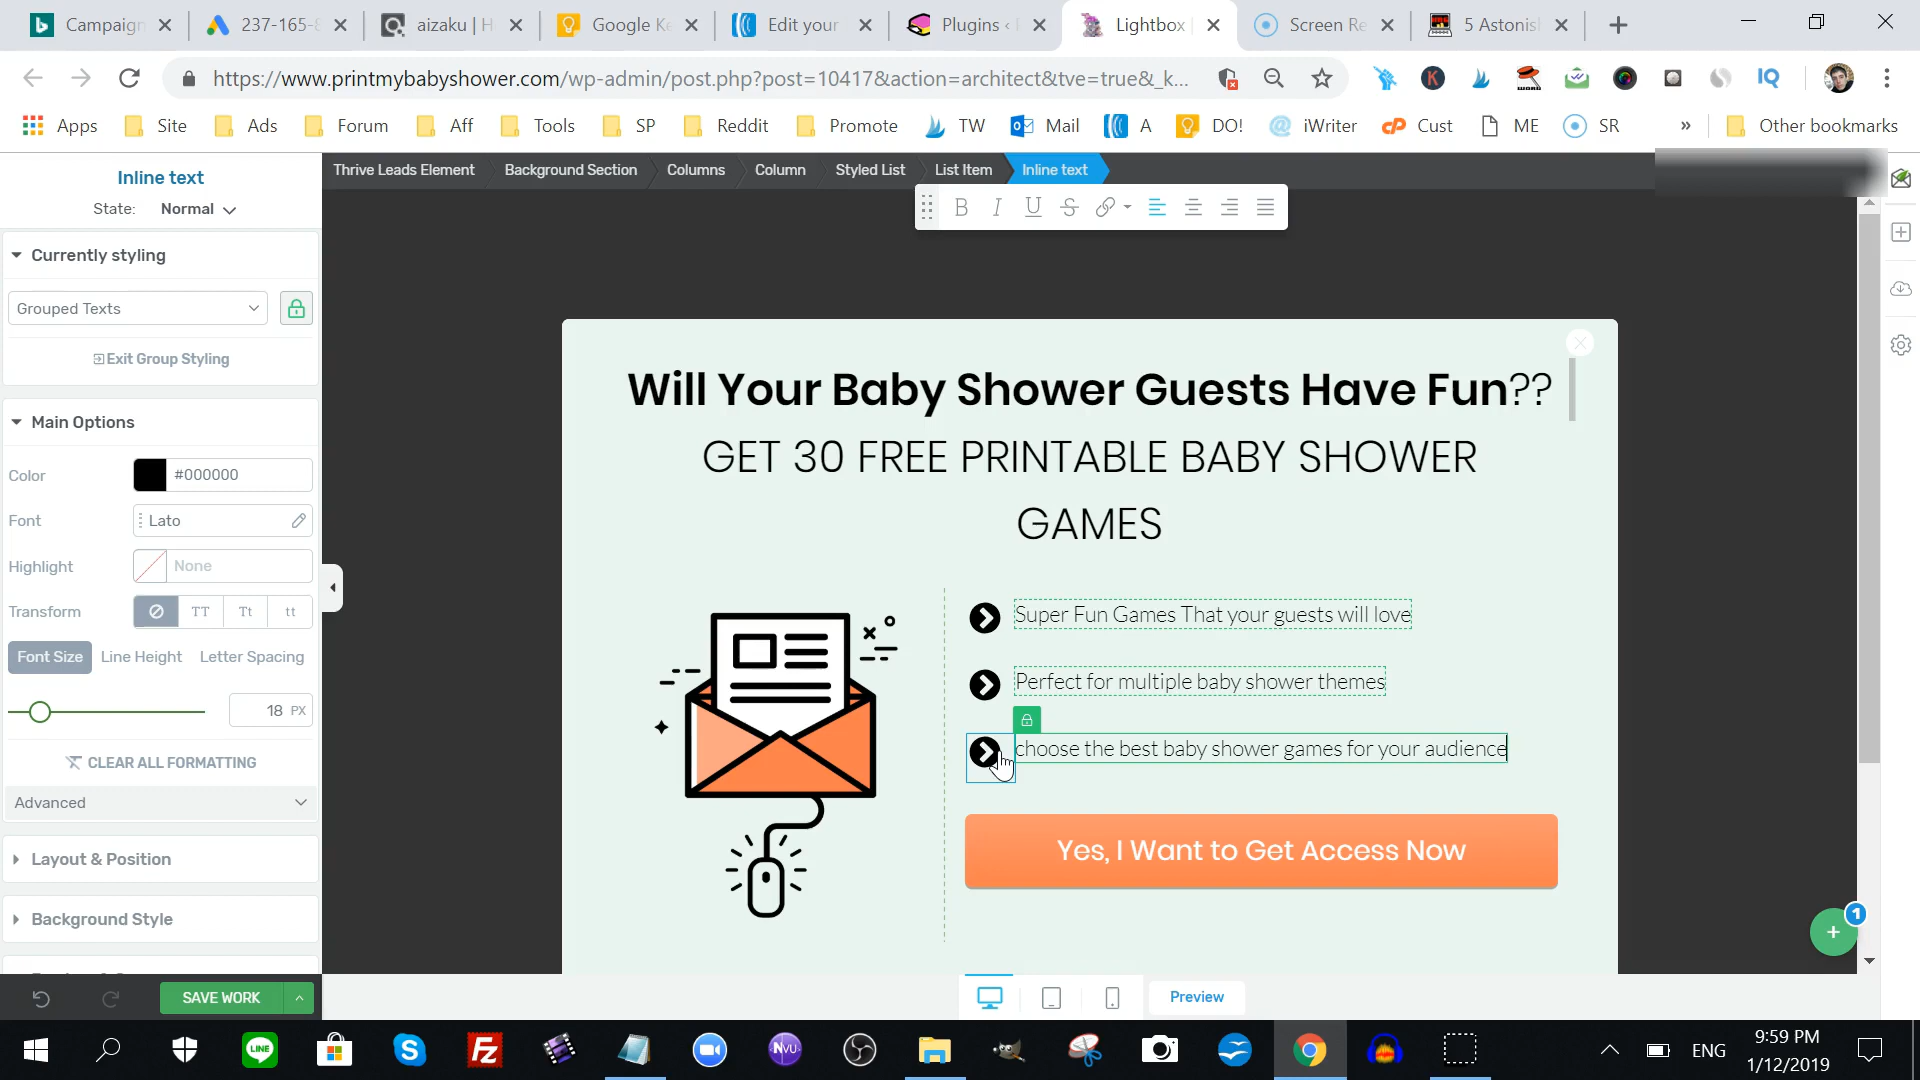 Campaign
237-165-8
aizaku | H
Google Ke
Edit your
Plugins ‹
Lightbox
Screen Re
5 Astonis
https://www.printmybabyshower.com/wp-admin/post.php?post=10417&action=architect&tve=true&_k...
IQ
Apps
Site
Ads
Forum
Aff
Tools
SP
Reddit
Promote
TW
Mail
A
DO!
iWriter
Cust
ME
SR
»
Other bookmarks
Inline text
State: Normal
Thrive Leads Element
Background Section
Columns
Column
Styled List
List Item
Inline text
B I U S
Currently styling
Grouped Texts
Exit Group Styling
Main Options
Color
#000000
Font
Lato
Highlight
None
Transform
TT
Tt
tt
Font Size
Line Height
Letter Spacing
18 PX
CLEAR ALL FORMATTING
Advanced
Layout & Position
Background Style
SAVE WORK
Will Your Baby Shower Guests Have Fun??
GET 30 FREE PRINTABLE BABY SHOWER
GAMES
Super Fun Games That your guests will love
Perfect for multiple baby shower themes
choose the best baby shower games for your audience
Yes, I Want to Get Access Now
1
+
Preview
LINE
S
Fz
NVU
ENG
9:59 PM
1/12/2019